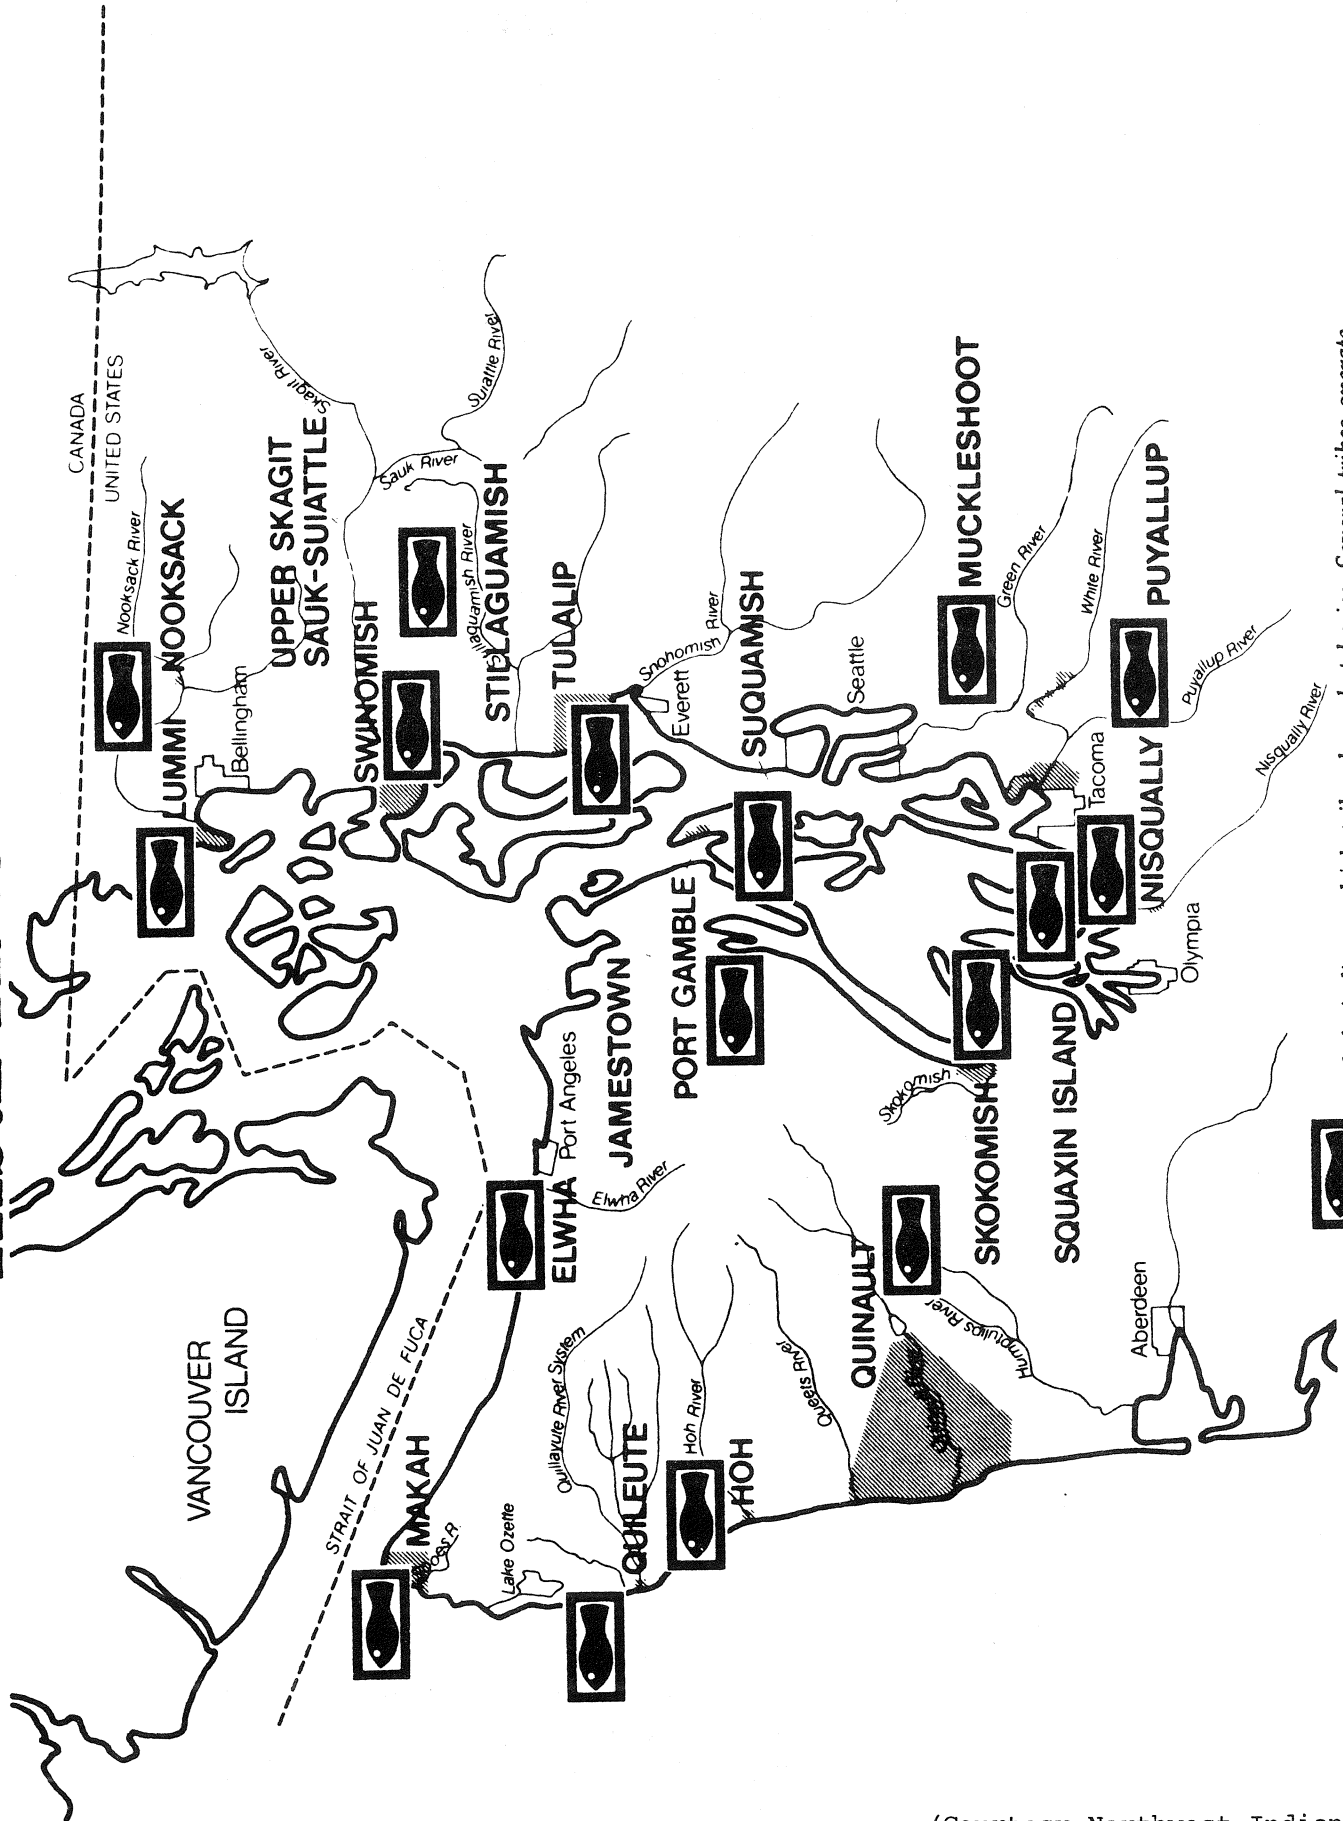 CANADA
UNITED STATES
Nooksack River
LUMMI
NOOKSACK
Bellingham
UPPER SKAGIT
SAUK-SUIATTLE
Skagit River
Sauk River
Suiattle River
SWINOMISH
STILLAGUAMISH
TULALIP
Snohomish River
Everett
SUQUAMISH
Seattle
MUCKLESHOOT
Green River
White River
PUYALLUP
Puyallup River
Tacoma
NISQUALLY
Nisqually River
Olympia
VANCOUVER
ISLAND
STRAIT OF JUAN DE FUCA
MAKAH
Lake Ozette
ELWHA
Port Angeles
Elwha River
JAMESTOWN
PORT GAMBLE
Skokomish
SKOKOMISH
SQUAXIN ISLAND
Quillayute River System
QUILEUTE
Hoh River
HOH
Queets River
QUINAULT
Humptulips River
Aberdeen